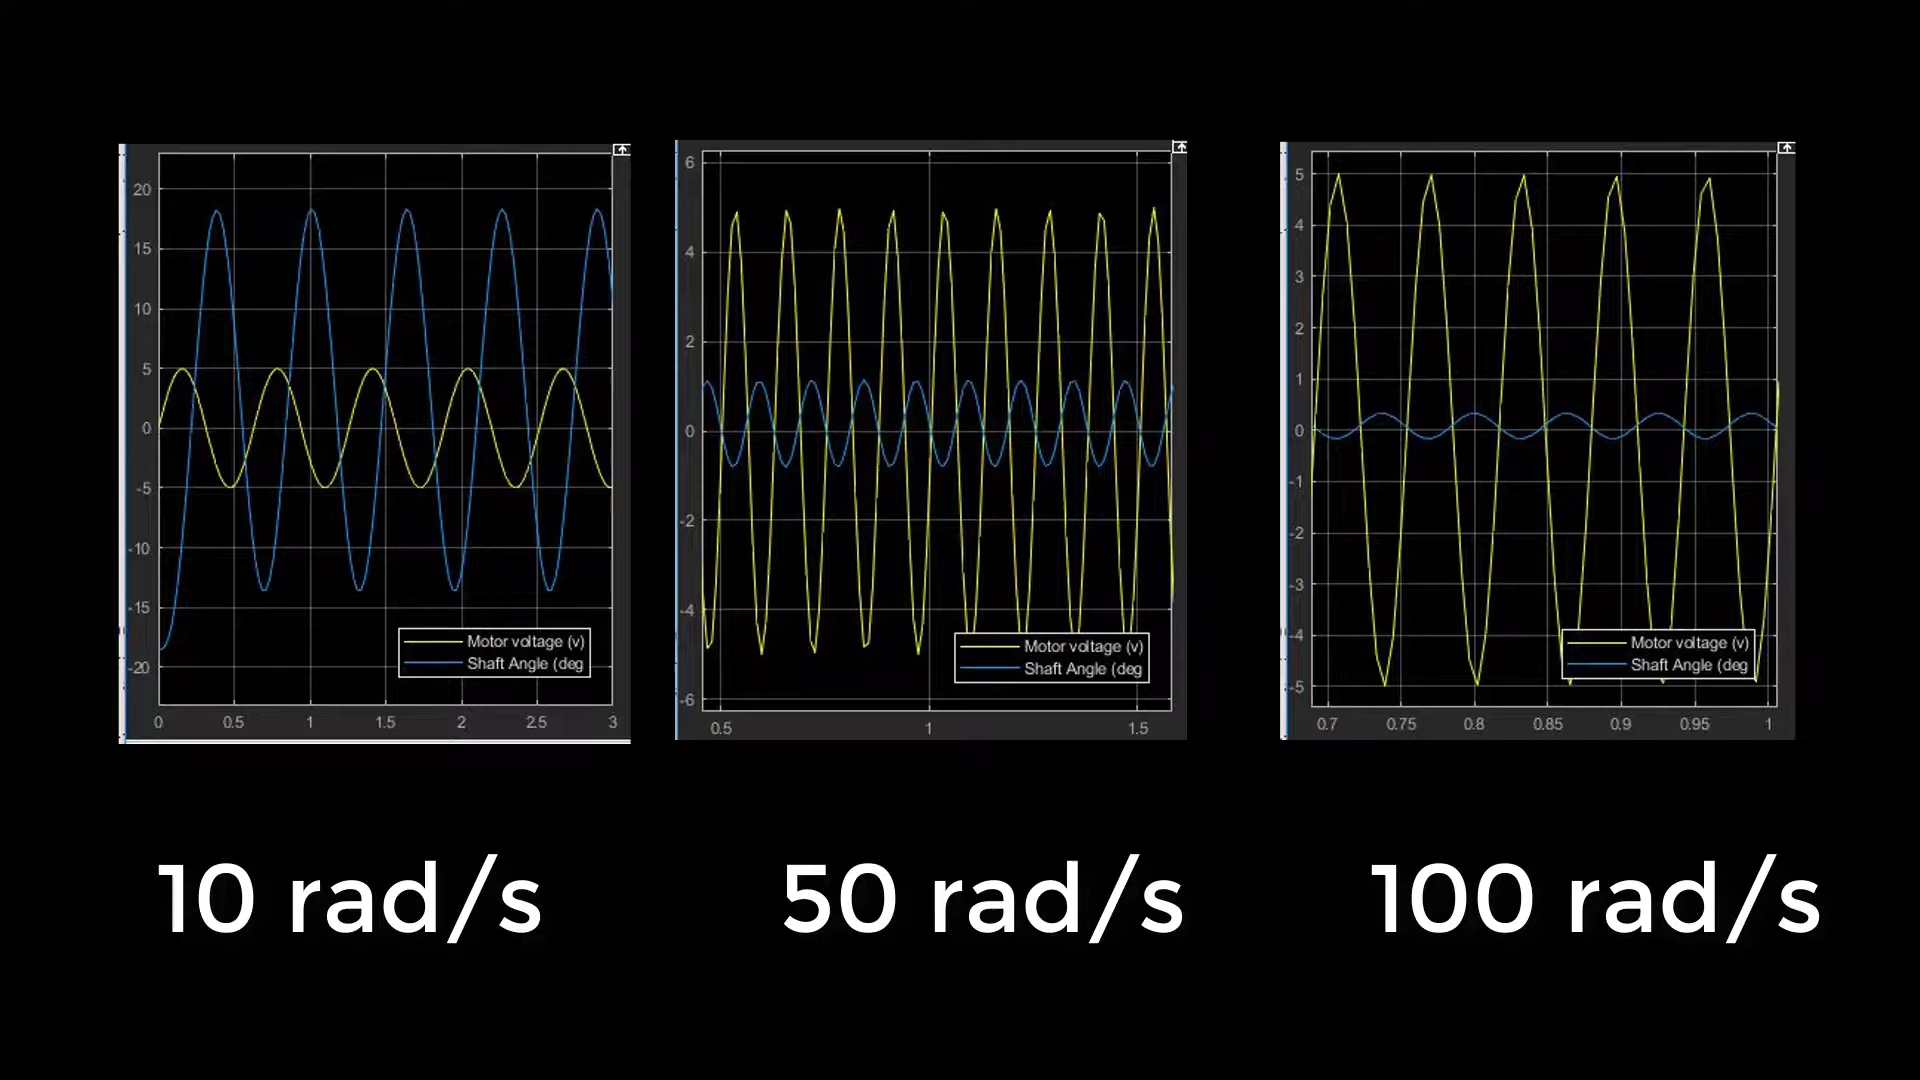 20
15
10
5
0
-5
-10
-15
-20
0 0.5 1 1.5 2 2.5 3
Motor voltage (v)
Shaft Angle (deg
6
4
2
0
-2
-4
-6
0.5 1 1.5
Motor voltage (v)
Shaft Angle (deg
5
4
3
2
1
0
-1
-2
-3
-4
-5
0.7 0.75 0.8 0.85 0.9 0.95 1
Motor voltage (v)
Shaft Angle (deg
10 rad/s
50 rad/s
100 rad/s